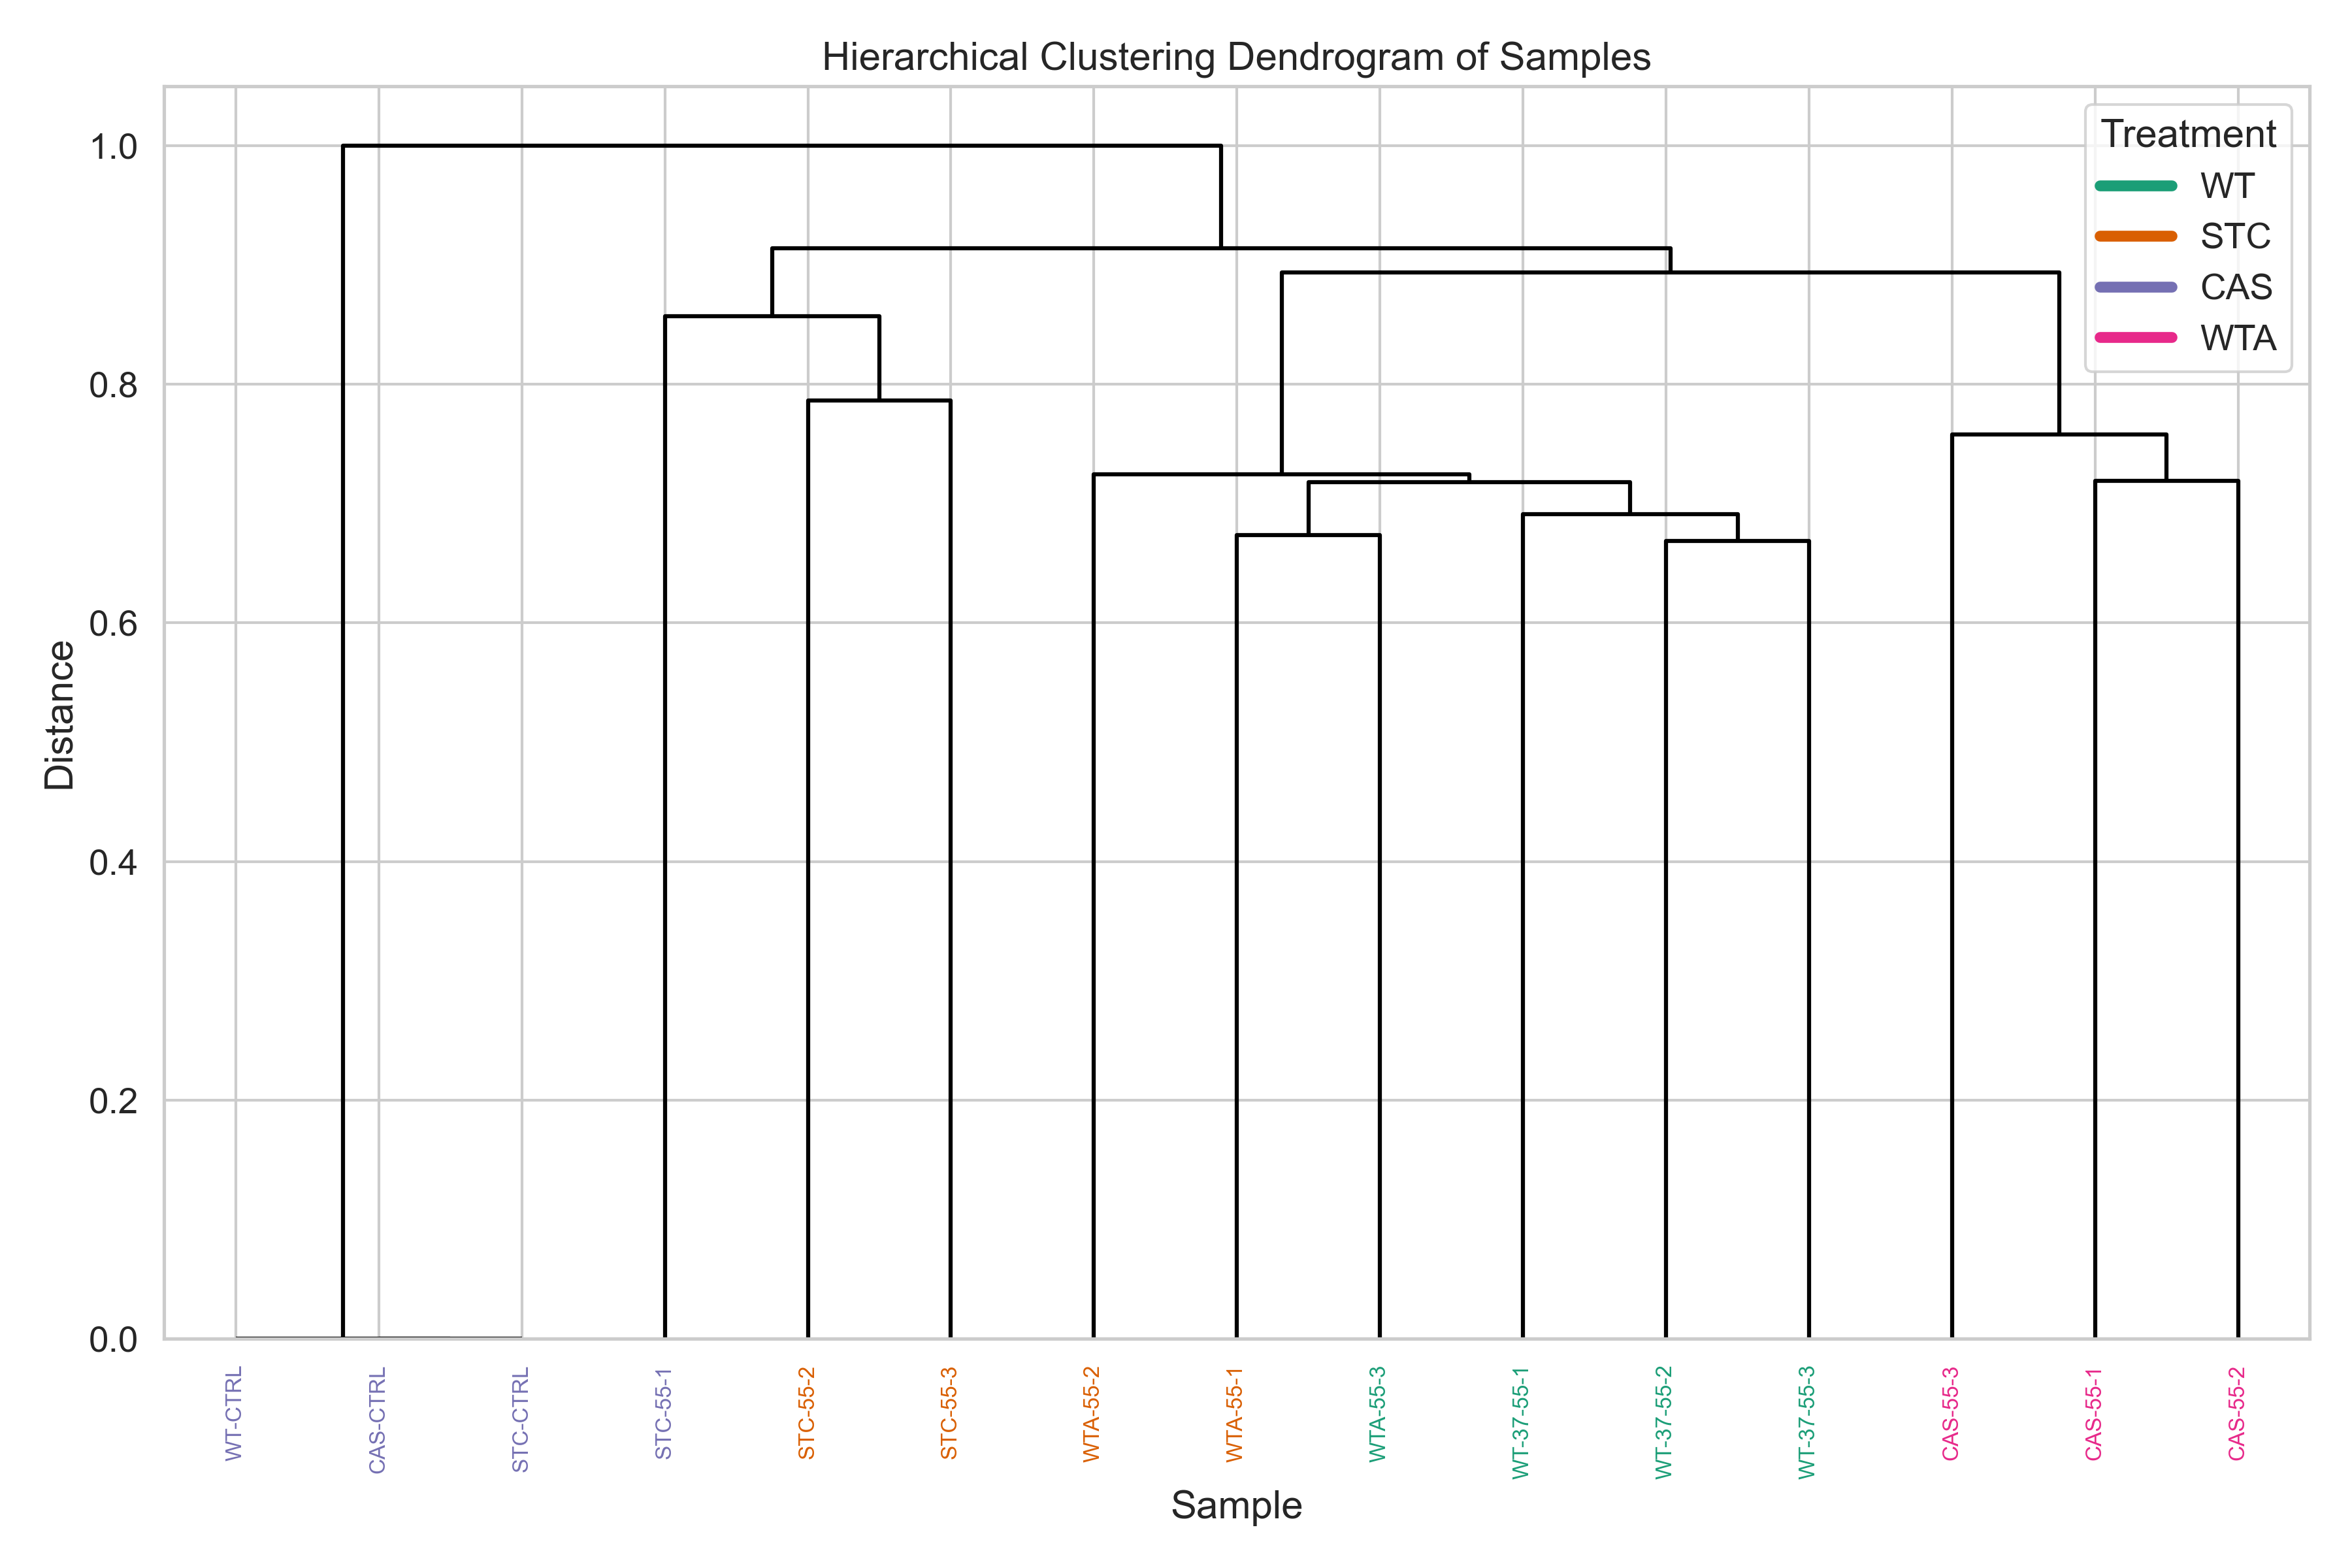 Hierarchical Clustering Dendrogram of Samples
Treatment
WT
STC
CAS
WTA
1.0
0.8
0.6
0.4
0.2
0.0
Distance
WT-CTRL
CAS-CTRL
STC-CTRL
STC-55-1
STC-55-2
STC-55-3
WTA-55-2
WTA-55-1
WTA-55-3
WT-37-55-1
WT-37-55-2
WT-37-55-3
CAS-55-3
CAS-55-1
CAS-55-2
Sample